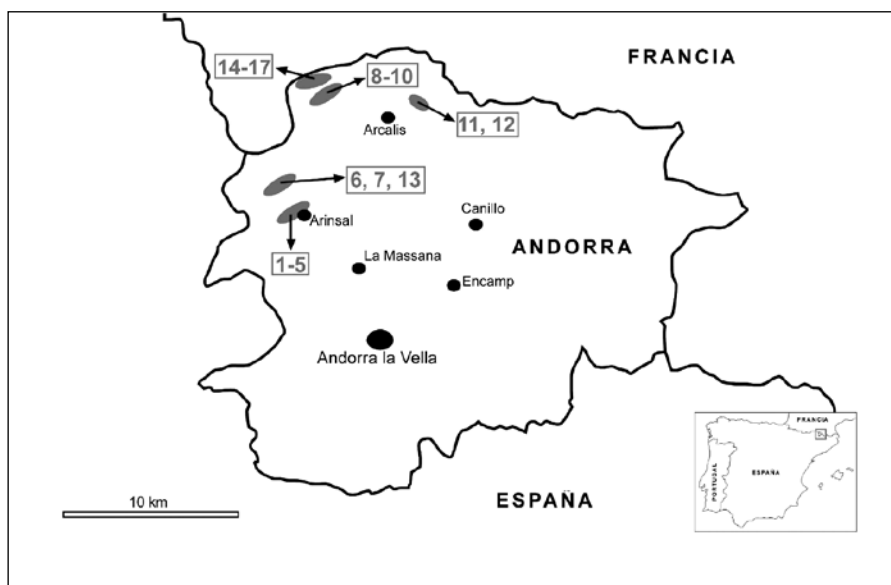 FRANCIA
14-17
8-10
Arcalis
11, 12
6, 7, 13
Arinsal
Canillo
ANDORRA
1-5
La Massana
Encamp
Andorra la Vella
10 km
ESPAÑA
FRANCIA
PORTUGAL
ESPAÑA